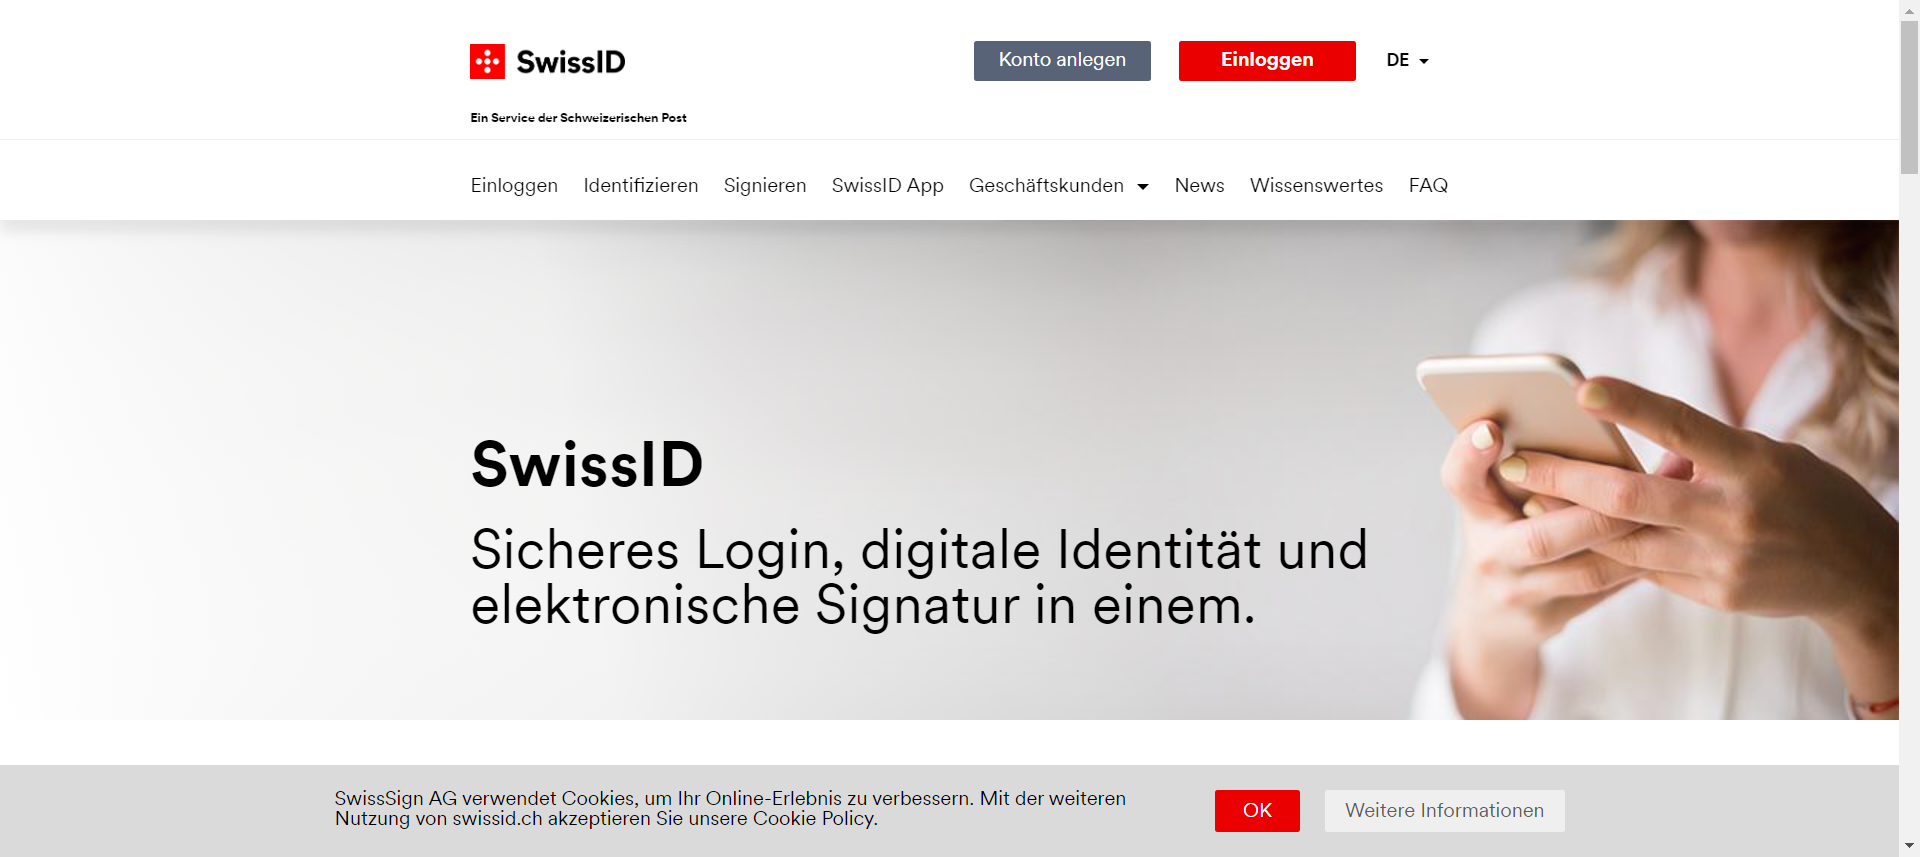 SwissID
Konto anlegen
Einloggen
DE
Ein Service der Schweizerischen Post
Einloggen
Identifizieren
Signieren
SwissID App
Geschäftskunden
News
Wissenswertes
FAQ
SwissID
Sicheres Login, digitale Identität und
elektronische Signatur in einem.
SwissSign AG verwendet Cookies, um Ihr Online-Erlebnis zu verbessern. Mit der weiteren
Nutzung von swissid.ch akzeptieren Sie unsere Cookie Policy.
OK
Weitere Informationen